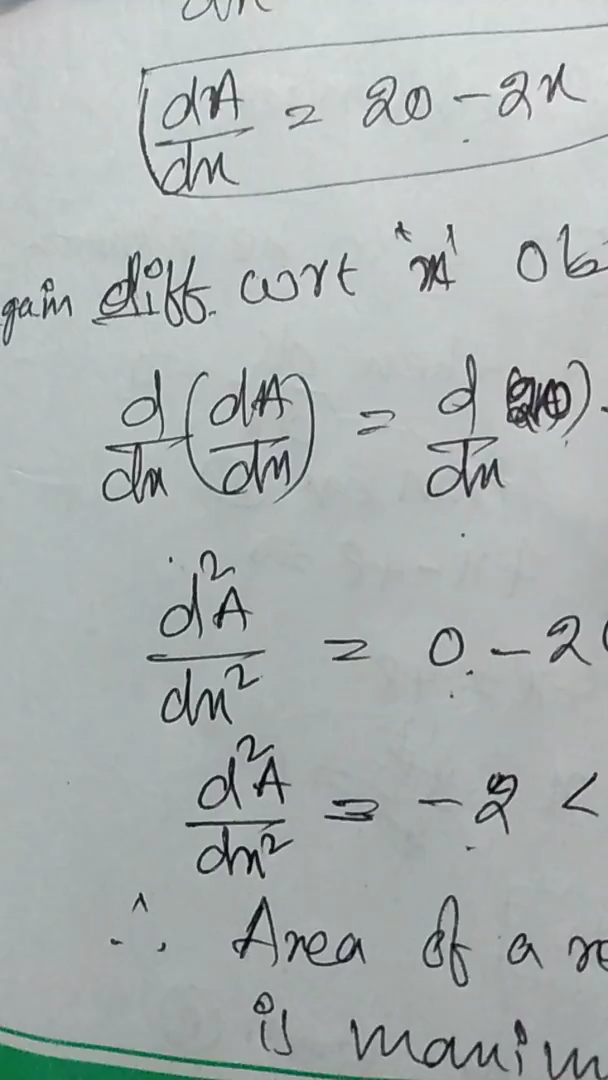 dA/dx = 20 - 2x
gain diff. wrt 'x' Ob
d/dx (dA/dx) = d/dx
d²A/dx² = 0 - 2(
d²A/dx² = -2 <
∴ Area of a re
is maxim